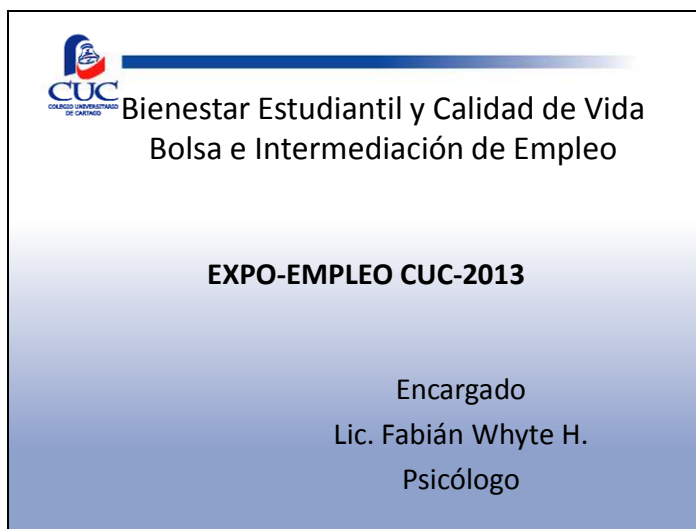 CUC
COLEGIO UNIVERSITARIO
DE CARTAGO
Bienestar Estudiantil y Calidad de Vida
Bolsa e Intermediación de Empleo
EXPO-EMPLEO CUC-2013
Encargado
Lic. Fabián Whyte H.
Psicólogo